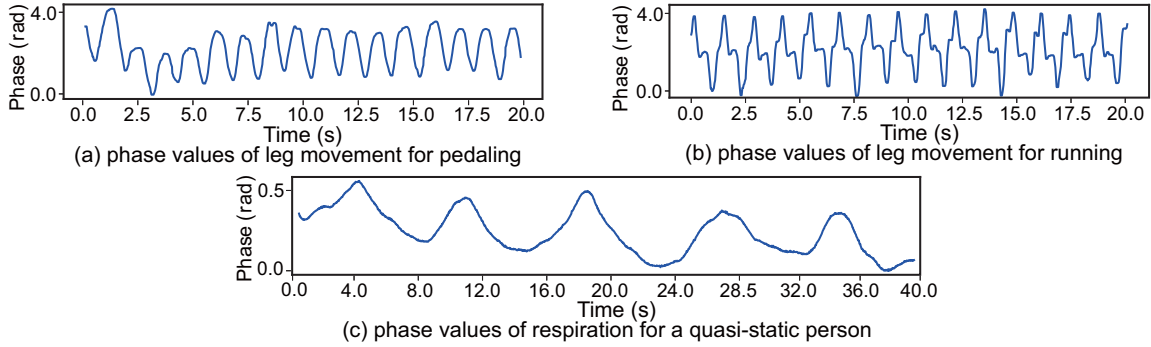 4.0
0.0
Phase (rad)
0.0 2.5 5.0 7.5 10.0 12.5 15.0 17.5 20.0
Time (s)
(a) phase values of leg movement for pedaling
4.0
0.0
Phase (rad)
0.0 2.5 5.0 7.5 10.0 12.5 15.0 17.5 20.0
Time (s)
(b) phase values of leg movement for running
0.5
0.0
Phase (rad)
0.0 4.0 8.0 12.0 16.0 20.0 24.0 28.5 32.0 36.0 40.0
Time (s)
(c) phase values of respiration for a quasi-static person